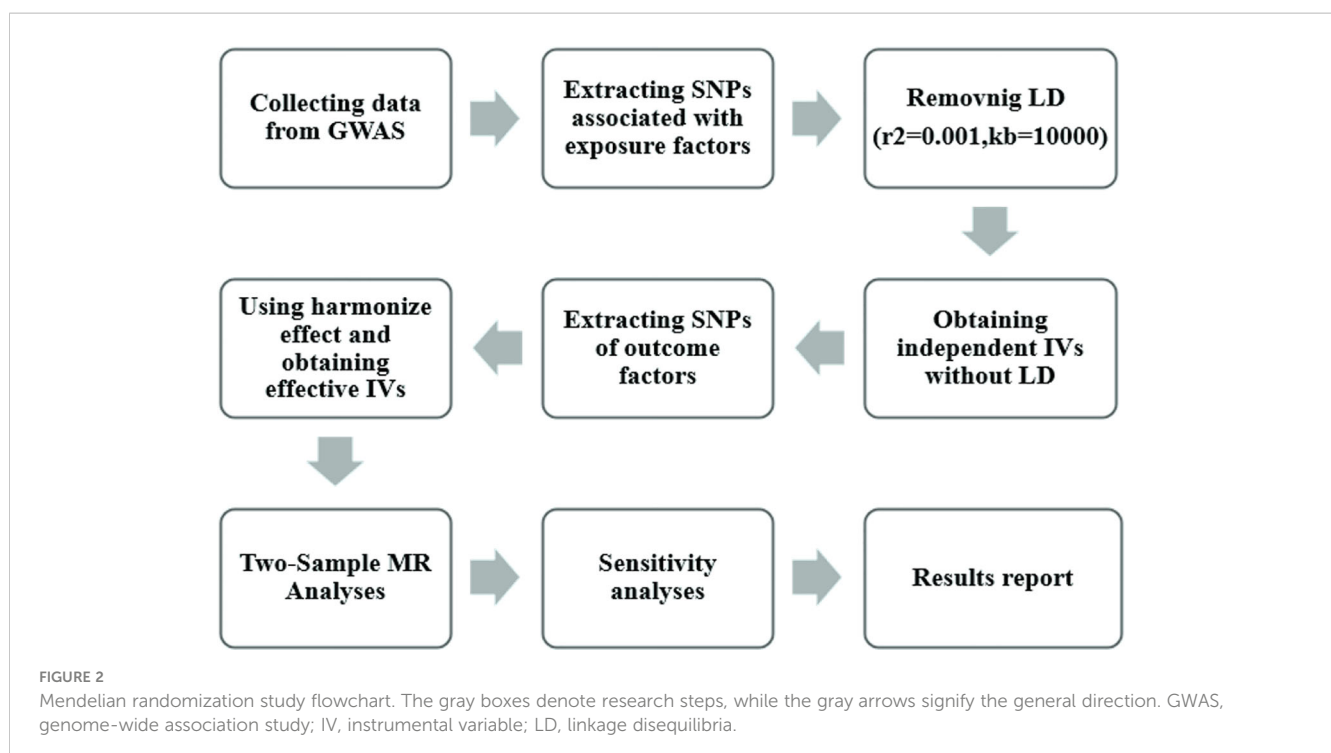 Collecting data
from GWAS
Extracting SNPs
associated with
exposure factors
Removnig LD
(r2=0.001,kb=10000)
Obtaining
independent IVs
without LD
Extracting SNPs
of outcome
factors
Using harmonize
effect and
obtaining
effective IVs
Two-Sample MR
Analyses
Sensitivity
analyses
Results report
FIGURE 2
Mendelian randomization study flowchart. The gray boxes denote research steps, while the gray arrows signify the general direction. GWAS,
genome-wide association study; IV, instrumental variable; LD, linkage disequilibria.